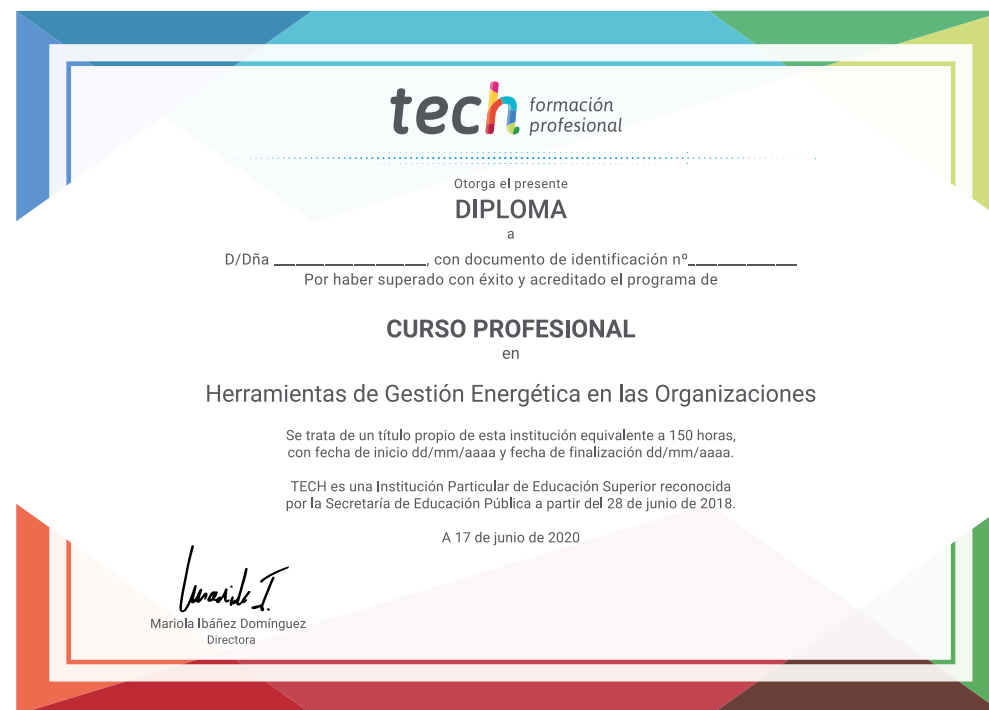 tech formación
profesional
Otorga el presente
DIPLOMA
a
D/Dña __________________, con documento de identificación nº_____________
Por haber superado con éxito y acreditado el programa de
CURSO PROFESIONAL
en
Herramientas de Gestión Energética en las Organizaciones
Se trata de un título propio de esta institución equivalente a 150 horas,
con fecha de inicio dd/mm/aaaa y fecha de finalización dd/mm/aaaa.
TECH es una Institución Particular de Educación Superior reconocida
por la Secretaría de Educación Pública a partir del 28 de junio de 2018.
A 17 de junio de 2020
Mariola Ibáñez Domínguez
Directora